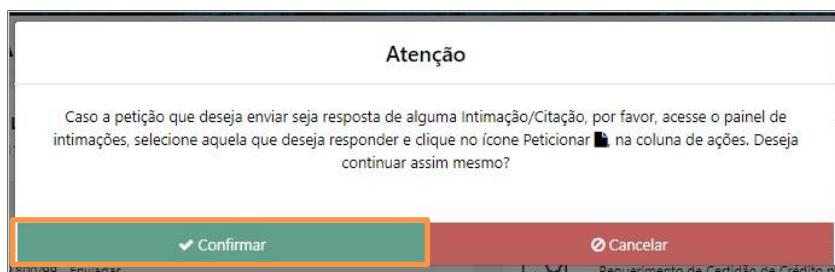 Atenção
Caso a petição que deseja enviar seja resposta de alguma Intimação/Citação, por favor, acesse o painel de
intimações, selecione aquela que deseja responder e clique no ícone Peticionar , na coluna de ações. Deseja
continuar assim mesmo?
Confirmar
Cancelar
Enviadas
Requerimento de Certidão de Crédito